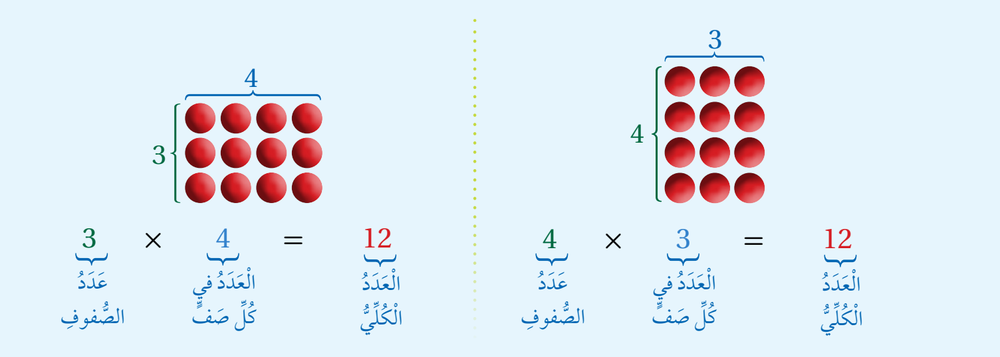 4
3
3 × 4 = 12
عَدَدُ
الصُّفوفِ
الْعَدَدُ في
كُلِّ صَفٍّ
الْعَدَدُ
الْكُلِّيُّ
3
4
4 × 3 = 12
عَدَدُ
الصُّفوفِ
الْعَدَدُ في
كُلِّ صَفٍّ
الْعَدَدُ
الْكُلِّيُّ